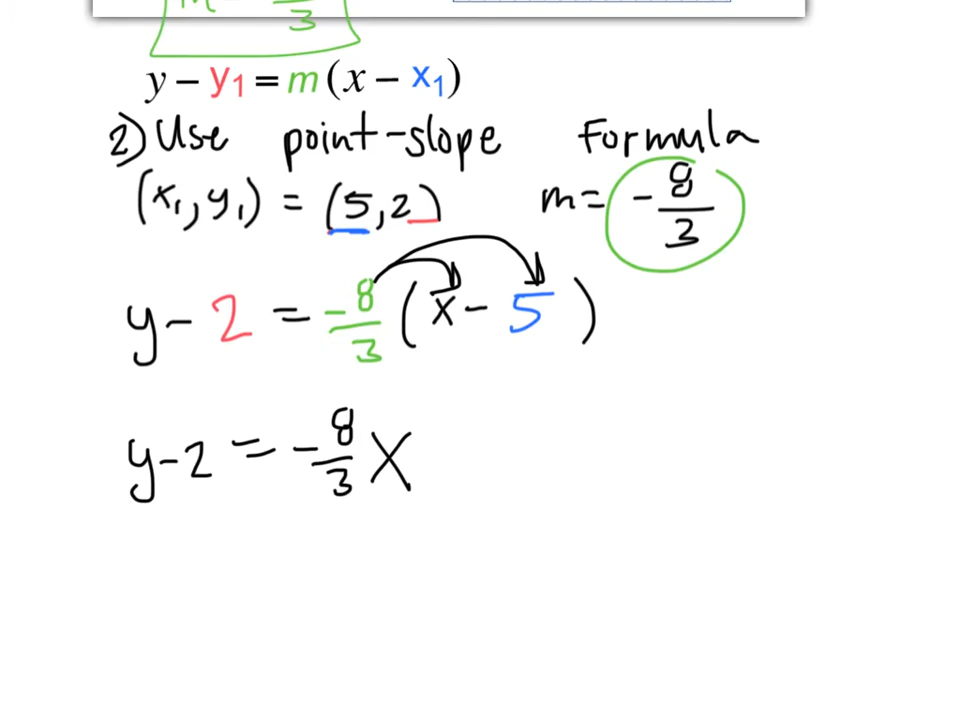 m = 3
y − y₁ = m(x − x₁)
2) Use point-slope Formula
(x₁, y₁) = (5, 2) m = -8/3
y - 2 = -8/3 (x - 5)
y - 2 = -8/3 X